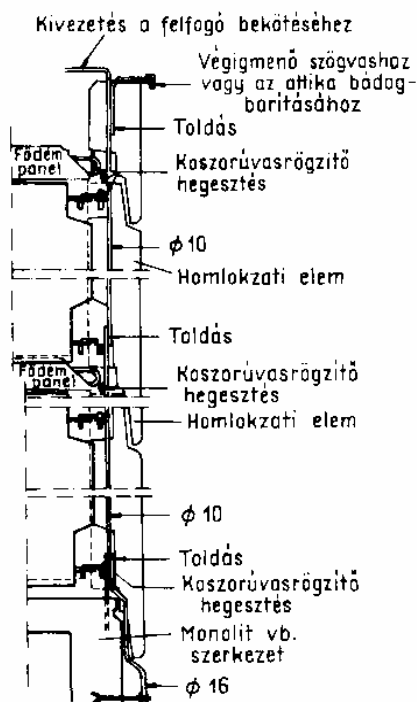 Kivezetés a felfogó bekötéséhez
Végigmenő szögvashoz
vagy az attika bádog-
borításához
Toldás
Födém
panel
Koszorúvasrögzítő
hegesztés
ϕ 10
Homlokzati elem
Toldás
Födém
panel
Koszorúvasrögzítő
hegesztés
Homlokzati elem
ϕ 10
Toldás
Koszorúvasrögzítő
hegesztés
Monolit vb.
szerkezet
ϕ 16